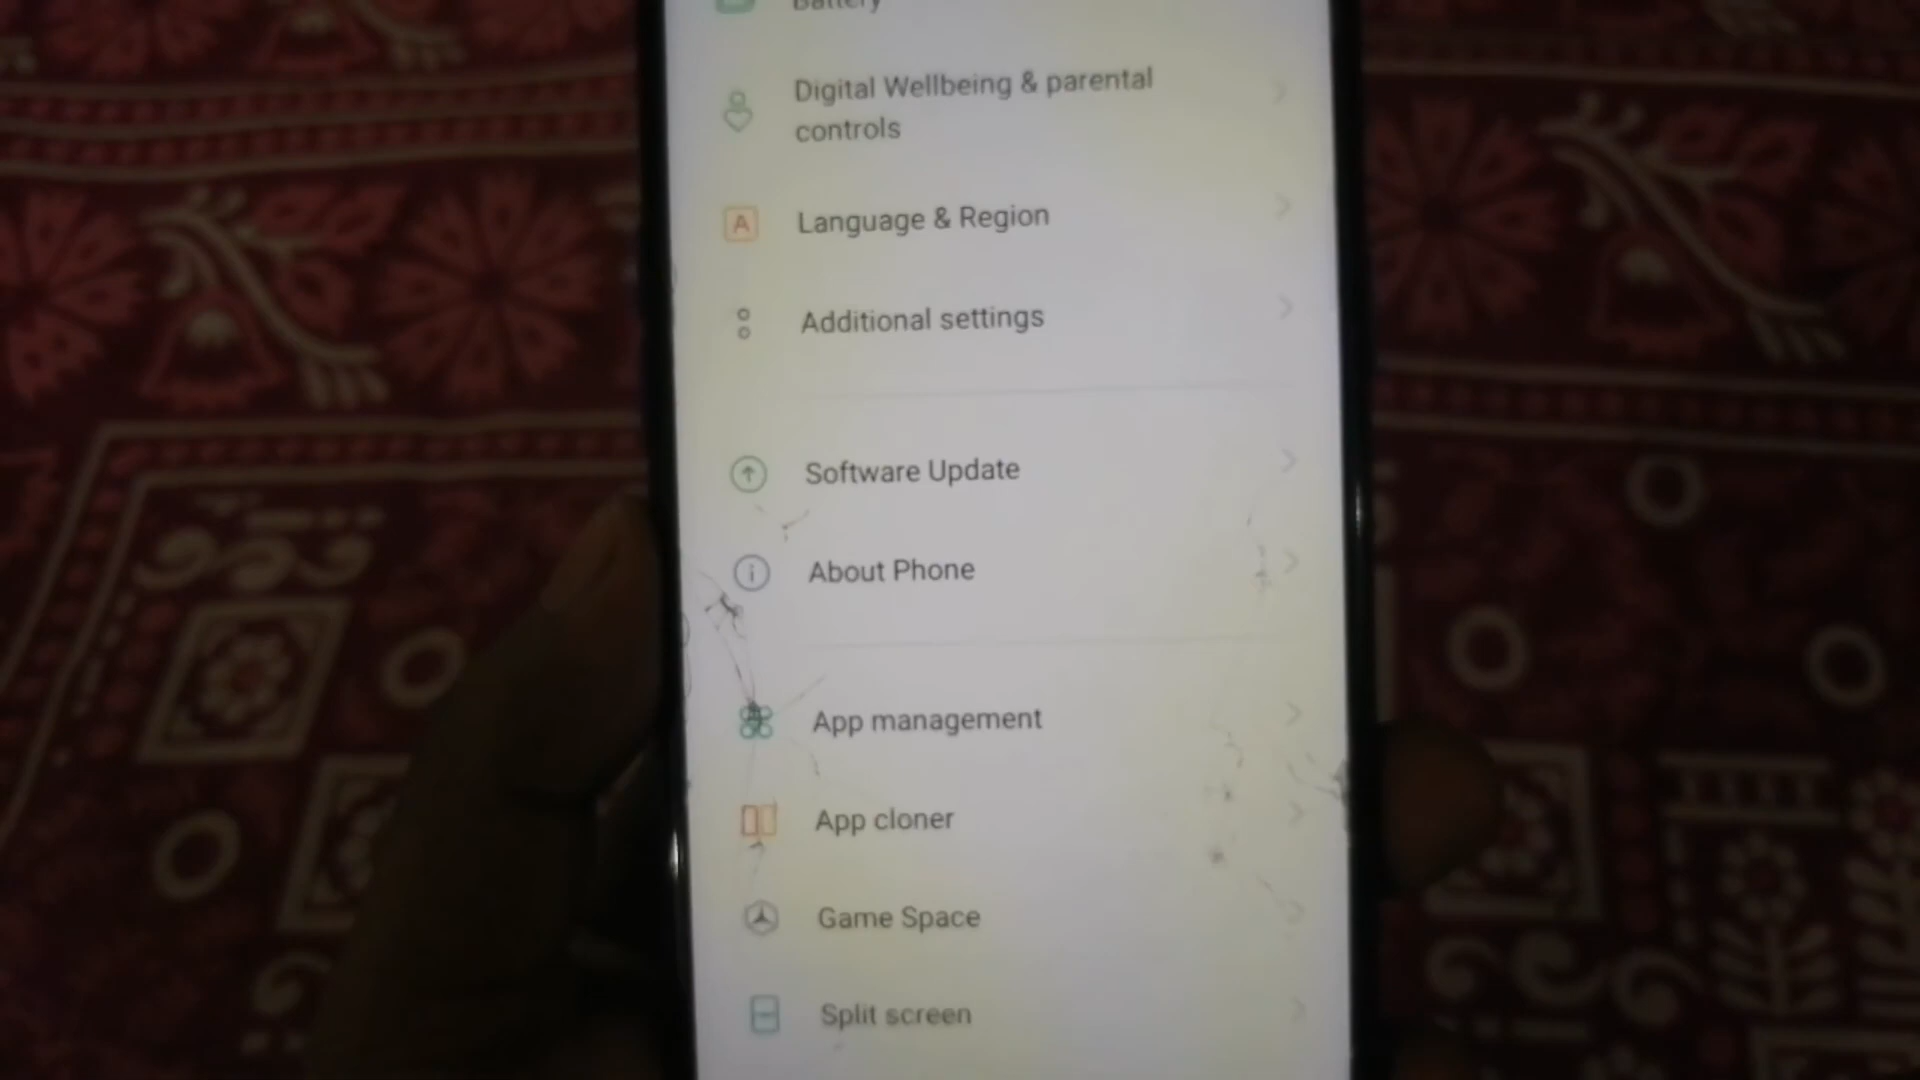 Battery
Digital Wellbeing & parental
controls
A
Language & Region
Additional settings
Software Update
About Phone
App management
App cloner
Game Space
Split screen